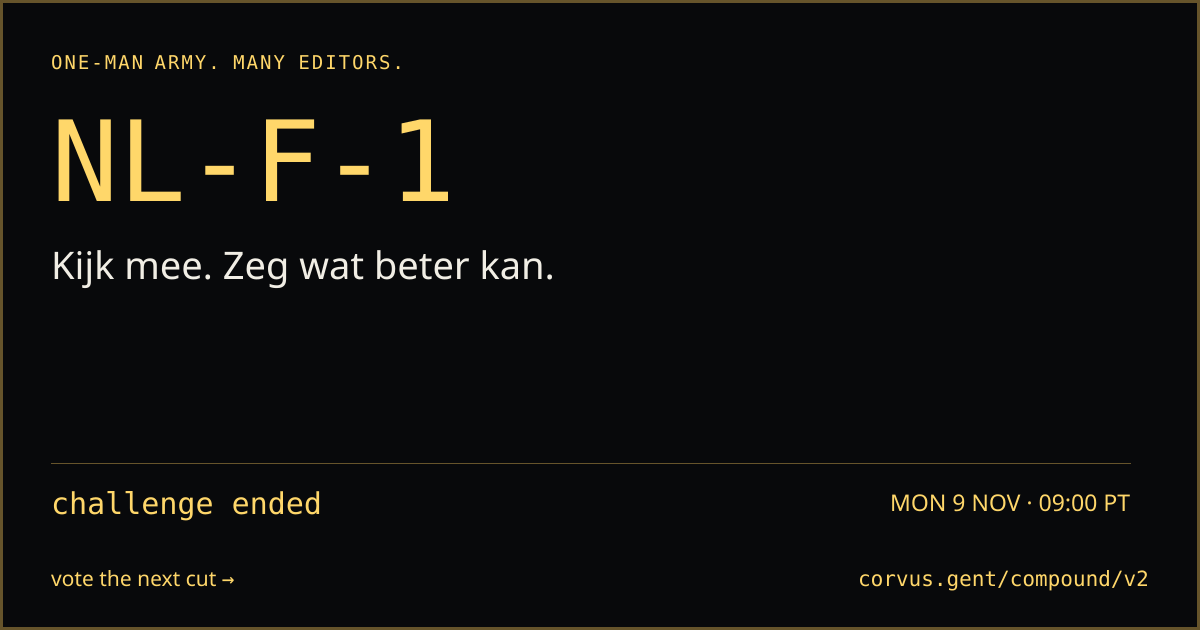 ONE-MAN ARMY. MANY EDITORS.
NL-F-1
Kijk mee. Zeg wat beter kan.
challenge ended
MON 9 NOV · 09:00 PT
vote the next cut →
corvus.gent/compound/v2